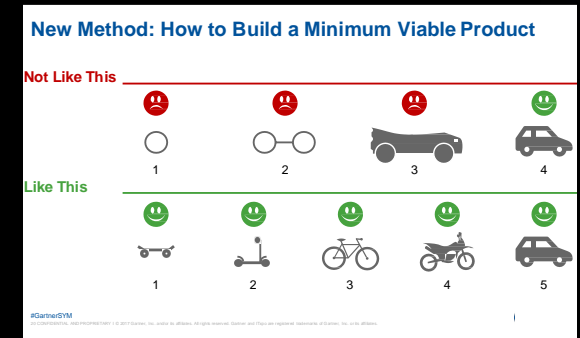 New Method: How to Build a Minimum Viable Product
Not Like This
1 2 3 4
Like This
1 2 3 4 5
#GartnerSYM